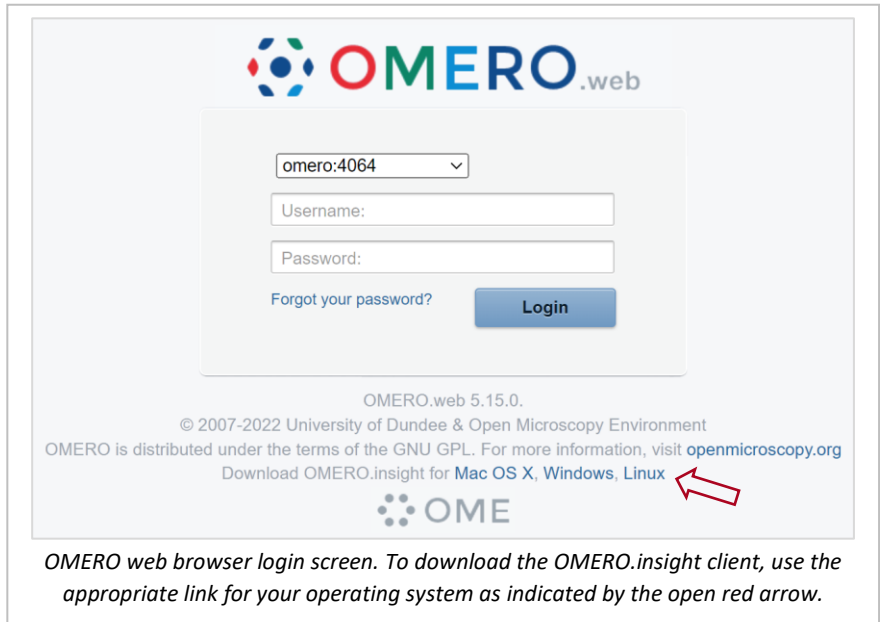 OMERO.web
omero:4064
Username:
Password:
Forgot your password?
Login
OMERO.web 5.15.0.
© 2007-2022 University of Dundee & Open Microscopy Environment
OMERO is distributed under the terms of the GNU GPL. For more information, visit openmicroscopy.org
Download OMERO.insight for Mac OS X, Windows, Linux
OME
OMERO web browser login screen. To download the OMERO.insight client, use the
appropriate link for your operating system as indicated by the open red arrow.